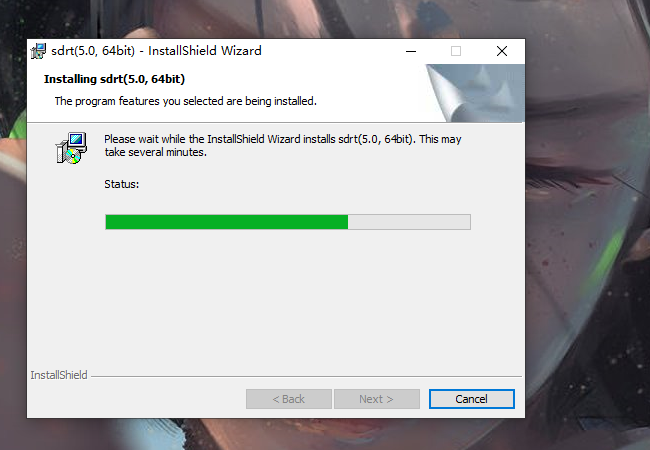 sdrt(5.0, 64bit) - InstallShield Wizard
Installing sdrt(5.0, 64bit)
The program features you selected are being installed.
Please wait while the InstallShield Wizard installs sdrt(5.0, 64bit). This may
take several minutes.
Status:
InstallShield
< Back
Next >
Cancel